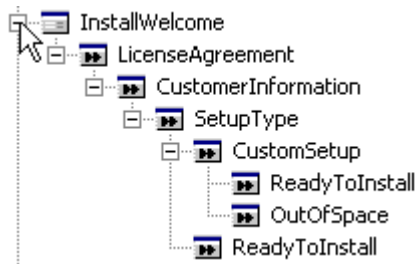 InstallWelcome
LicenseAgreement
CustomerInformation
SetupType
CustomSetup
ReadyToInstall
OutOfSpace
ReadyToInstall